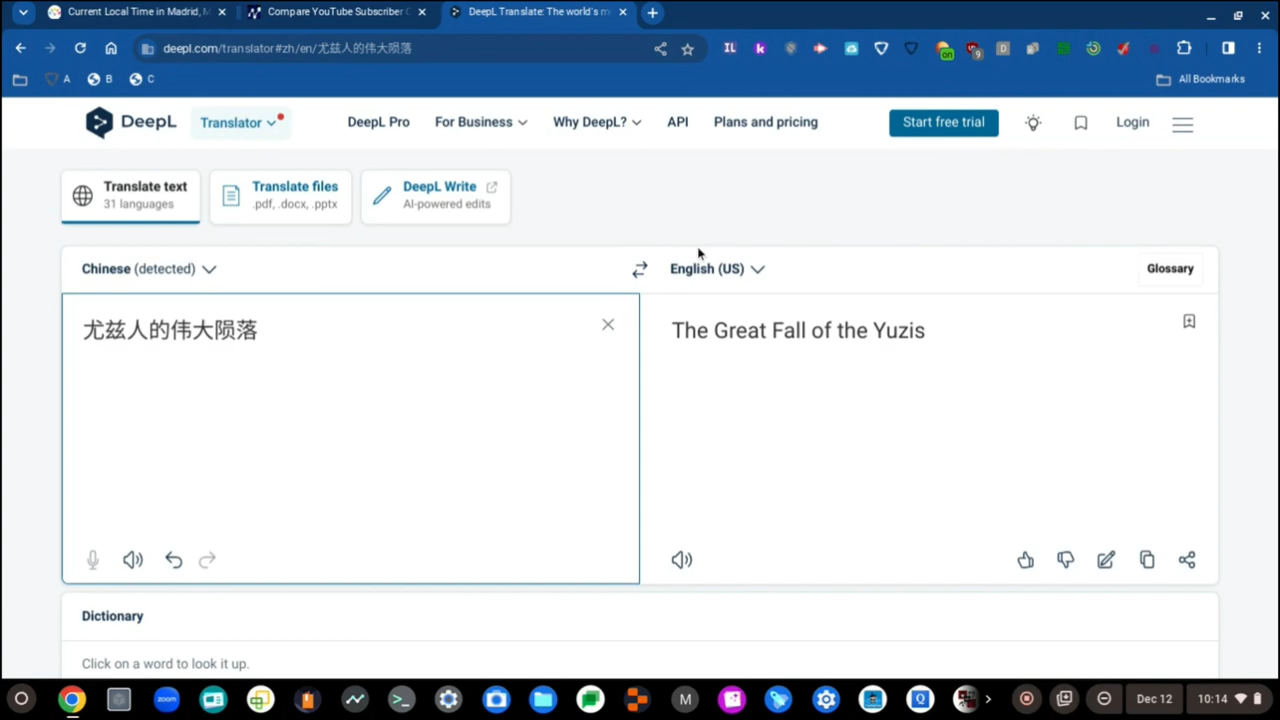 Current Local Time in Madrid, M
Compare YouTube Subscriber C
DeepL Translate: The world's m
deepl.com/translator#zh/en/尤兹人的伟大陨落
IL
k
on
9
D
A
B
C
All Bookmarks
DeepL
Translator
DeepL Pro
For Business
Why DeepL?
API
Plans and pricing
Start free trial
Login
Translate text
31 languages
Translate files
.pdf, .docx, .pptx
DeepL Write
AI-powered edits
Chinese (detected)
English (US)
Glossary
尤兹人的伟大陨落
The Great Fall of the Yuzis
Dictionary
Click on a word to look it up.
zoom
M
Q
Dec 12
10:14